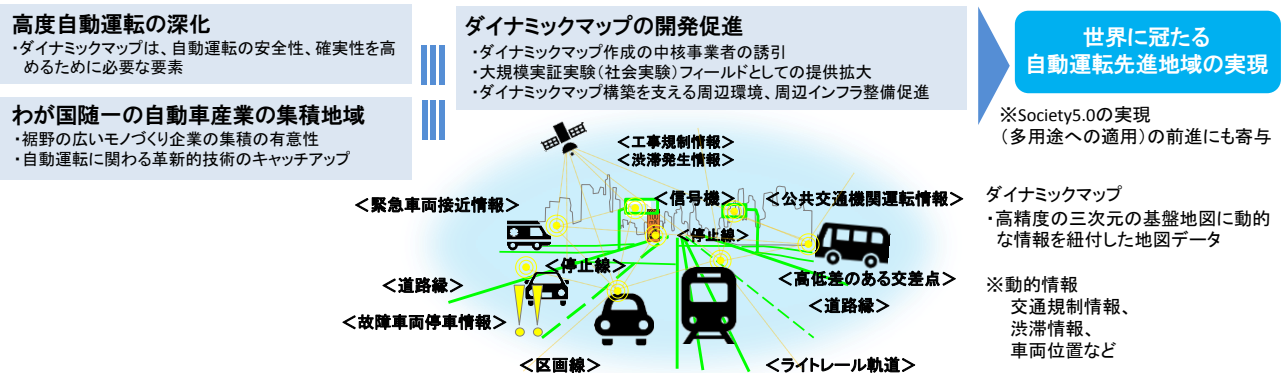 高度自動運転の深化
・ダイナミックマップは、自動運転の安全性、確実性を高
めるために必要な要素
わが国随一の自動車産業の集積地域
・裾野の広いモノづくり企業の集積の有意性
・自動運転に関わる革新的技術のキャッチアップ
ダイナミックマップの開発促進
・ダイナミックマップ作成の中核事業者の誘引
・大規模実証実験(社会実験)フィールドとしての提供拡大
・ダイナミックマップ構築を支える周辺環境、周辺インフラ整備促進
世界に冠たる
自動運転先進地域の実現
※Society5.0の実現
(多用途への適用)の前進にも寄与
ダイナミックマップ
・高精度の三次元の基盤地図に動的
な情報を紐付した地図データ
※動的情報
交通規制情報、
渋滞情報、
車両位置など
<工事規制情報>
<渋滞発生情報>
<緊急車両接近情報>
<信号機>
<公共交通機関運転情報>
<停止線>
<停止線>
<高低差のある交差点>
<道路縁>
<道路縁>
<故障車両停車情報>
<区画線>
<ライトレール軌道>